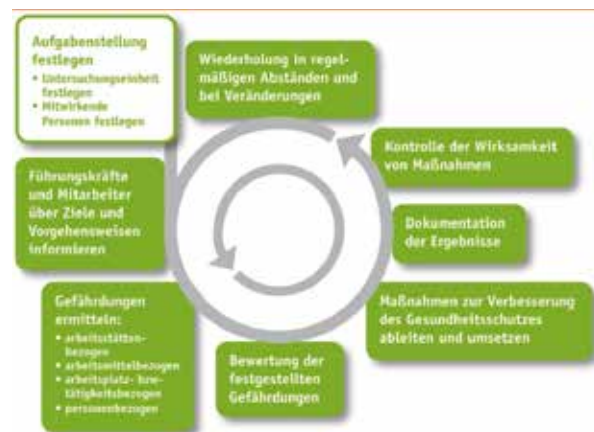 Aufgabenstellung
festlegen
• Untersuchungseinheit
festlegen
• Mitwirkende
Personen festlegen
Führungskräfte
und Mitarbeiter
über Ziele und
Vorgehensweisen
informieren
Gefährdungen
ermitteln:
• arbeitsstätten-
bezogen
• arbeitsmittelbezogen
• arbeitsplatz- bzw.
tätigkeitsbezogen
• personenbezogen
Bewertung der
festgestellten
Gefährdungen
Maßnahmen zur Verbesserung
des Gesundheitsschutzes
ableiten und umsetzen
Dokumentation
der Ergebnisse
Kontrolle der Wirksamkeit
von Maßnahmen
Wiederholung in regel-
mäßigen Abständen und
bei Veränderungen